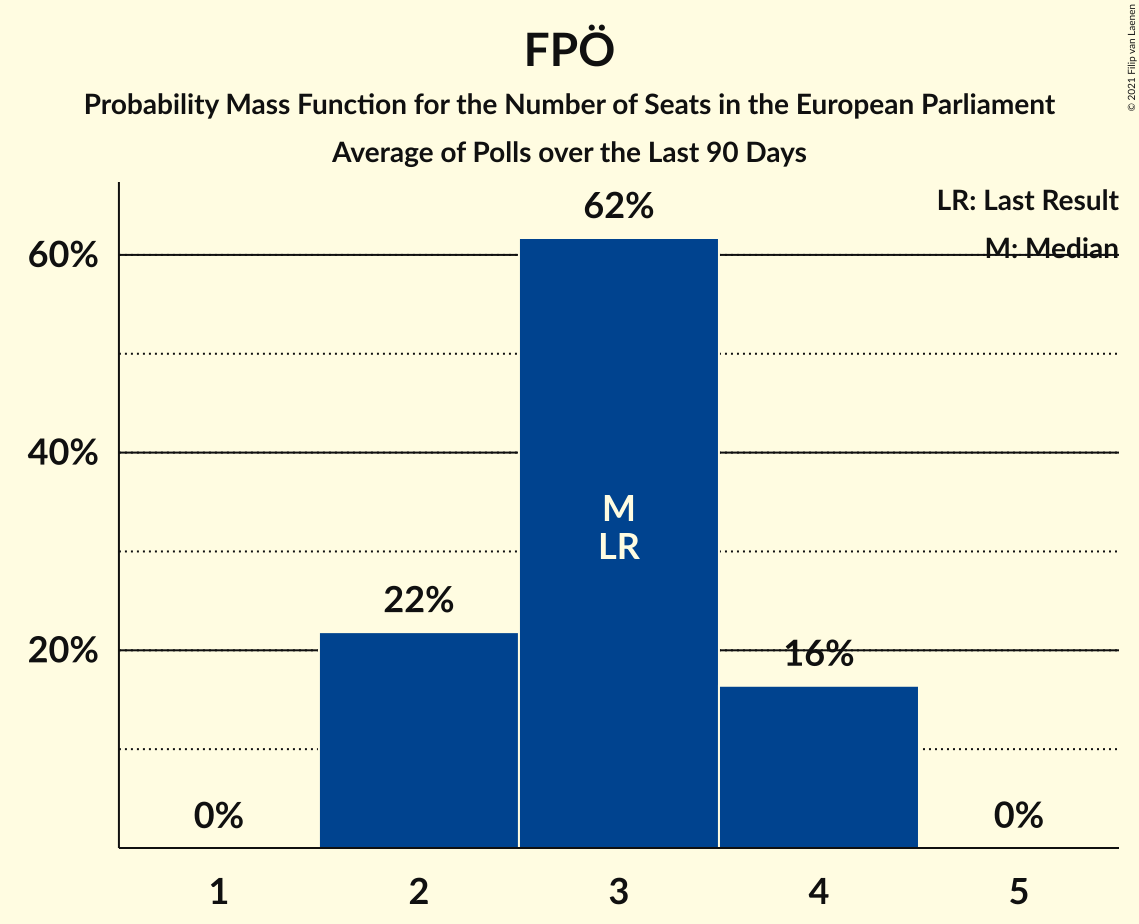 FPÖ
Probability Mass Function for the Number of Seats in the European Parliament
Average of Polls over the Last 90 Days
© 2021 Filip van Laenen
LR: Last Result
M: Median
62%
60%
40%
M
LR
22%
20%
16%
0%
0%
1 2 3 4 5